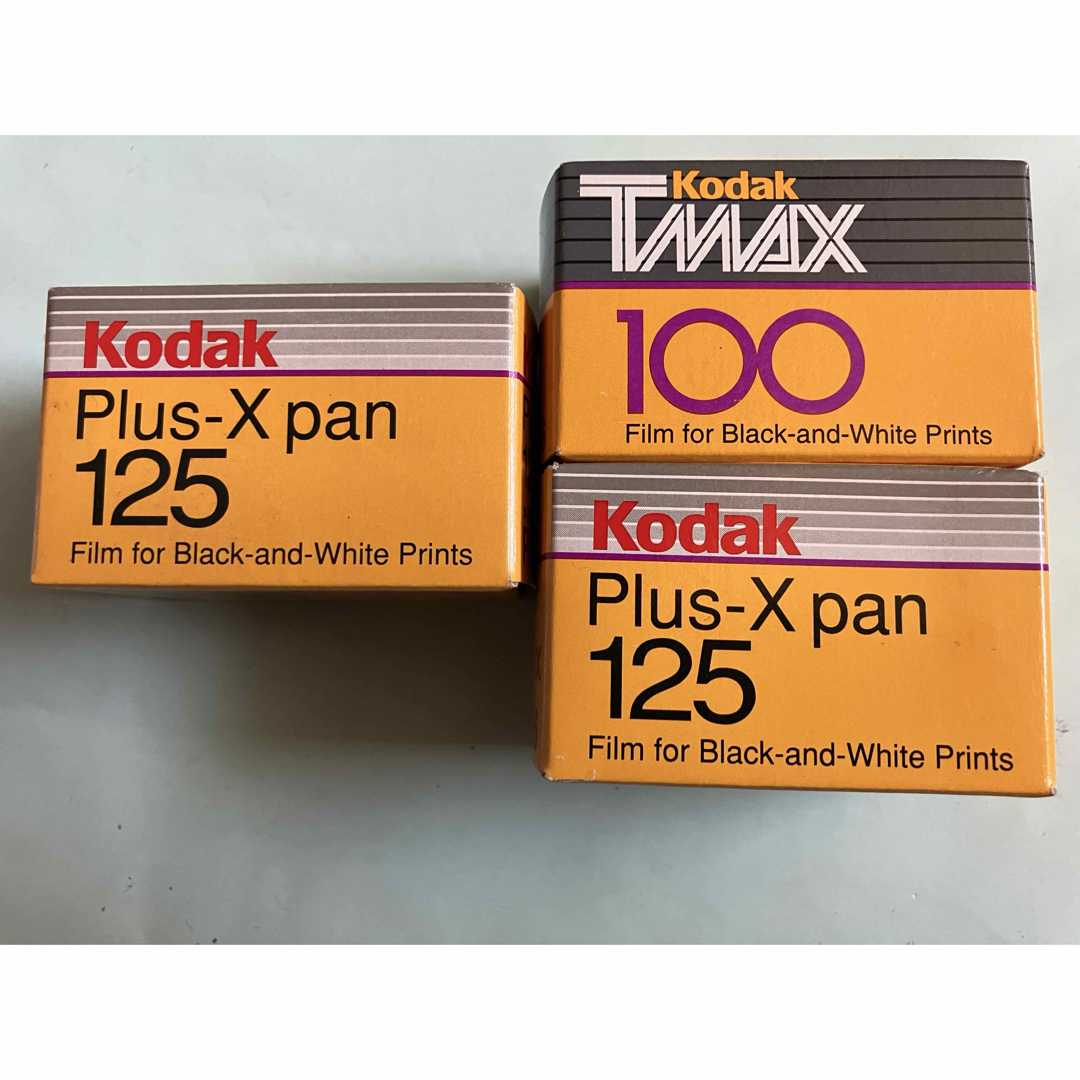 Kodak
Plus-X pan
125
Film for Black-and-White Prints
Kodak
TMAX
100
Film for Black-and-White Prints
Kodak
Plus-X pan
125
Film for Black-and-White Prints